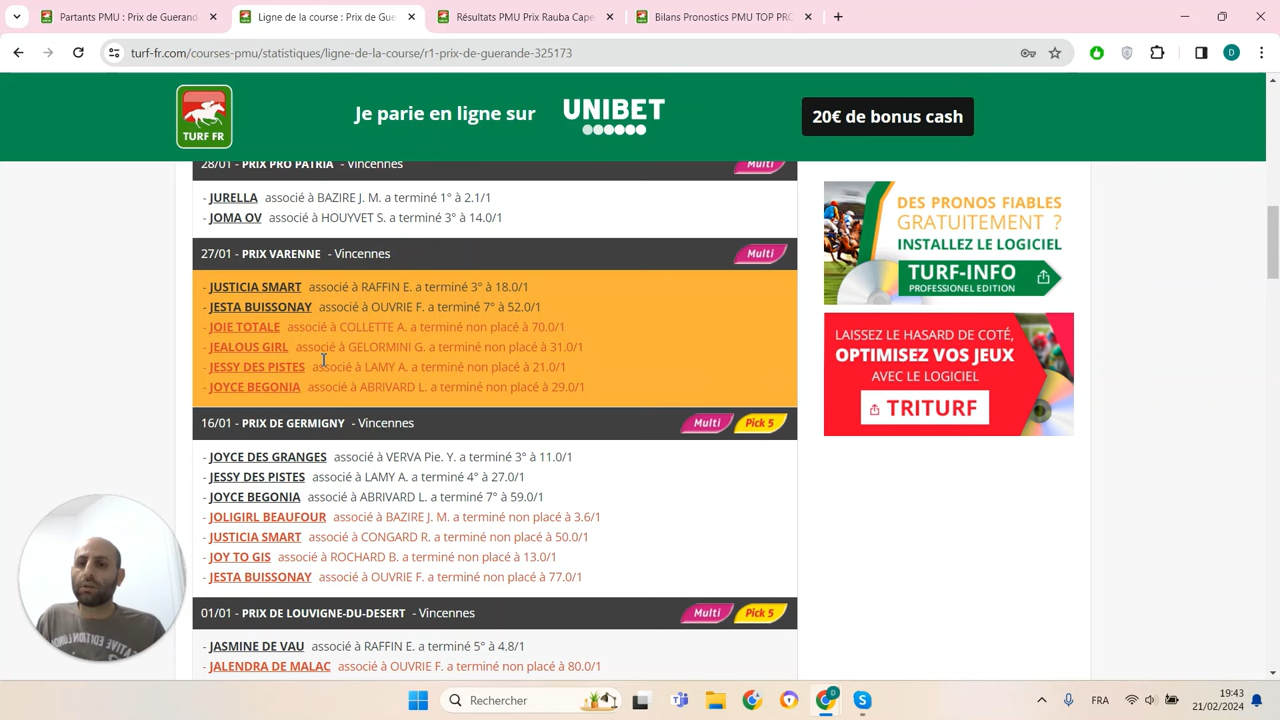 Partants PMU : Prix de Guerand
Ligne de la course : Prix de Gue
Résultats PMU Prix Rauba Cape
Bilans Pronostics PMU TOP PRO
turf-fr.com/courses-pmu/statistiques/ligne-de-la-course/r1-prix-de-guerande-325173
D
TURF FR
Je parie en ligne sur UNIBET
20€ de bonus cash
28/01 - PRIX PRO PATRIA - Vincennes Multi
- JURELLA associé à BAZIRE J. M. a terminé 1° à 2.1/1
- JOMA OV associé à HOUYVET S. a terminé 3° à 14.0/1
27/01 - PRIX VARENNE - Vincennes Multi
- JUSTICIA SMART associé à RAFFIN E. a terminé 3° à 18.0/1
- JESTA BUISSONAY associé à OUVRIE F. a terminé 7° à 52.0/1
- JOIE TOTALE associé à COLLETTE A. a terminé non placé à 70.0/1
- JEALOUS GIRL associé à GELORMINI G. a terminé non placé à 31.0/1
- JESSY DES PISTES associé à LAMY A. a terminé non placé à 21.0/1
- JOYCE BEGONIA associé à ABRIVARD L. a terminé non placé à 29.0/1
16/01 - PRIX DE GERMIGNY - Vincennes Multi Pick 5
- JOYCE DES GRANGES associé à VERVA Pie. Y. a terminé 3° à 11.0/1
- JESSY DES PISTES associé à LAMY A. a terminé 4° à 27.0/1
- JOYCE BEGONIA associé à ABRIVARD L. a terminé 7° à 59.0/1
- JOLIGIRL BEAUFOUR associé à BAZIRE J. M. a terminé non placé à 3.6/1
- JUSTICIA SMART associé à CONGARD R. a terminé non placé à 50.0/1
- JOY TO GIS associé à ROCHARD B. a terminé non placé à 13.0/1
- JESTA BUISSONAY associé à OUVRIE F. a terminé non placé à 77.0/1
01/01 - PRIX DE LOUVIGNE-DU-DESERT - Vincennes Multi Pick 5
- JASMINE DE VAU associé à RAFFIN E. a terminé 5° à 4.8/1
- JALENDRA DE MALAC associé à OUVRIE F. a terminé non placé à 80.0/1
DES PRONOS FIABLES
GRATUITEMENT ?
INSTALLEZ LE LOGICIEL
TURF-INFO
PROFESIONNEL EDITION
LAISSEZ LE HASARD DE COTÉ,
OPTIMISEZ VOS JEUX
AVEC LE LOGICIEL
TRITURF
Rechercher
D
FRA
19:43
21/02/2024